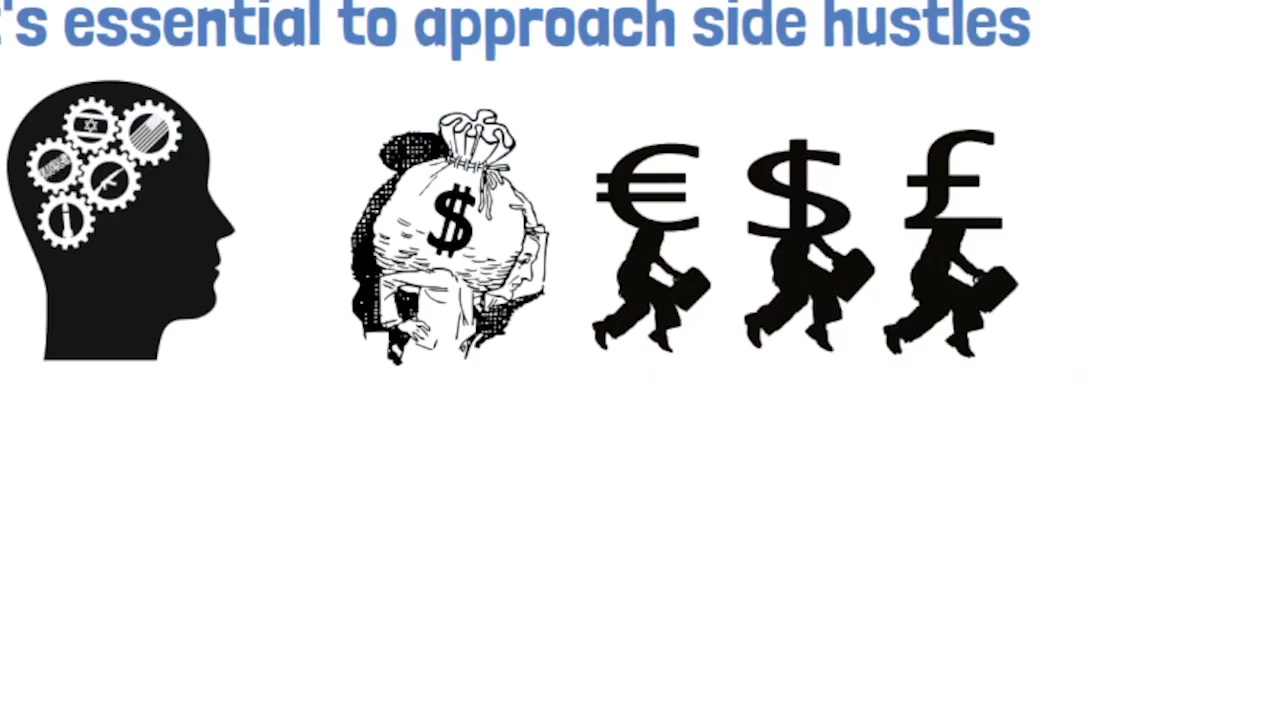 's essential to approach side hustles
$
€ $ £